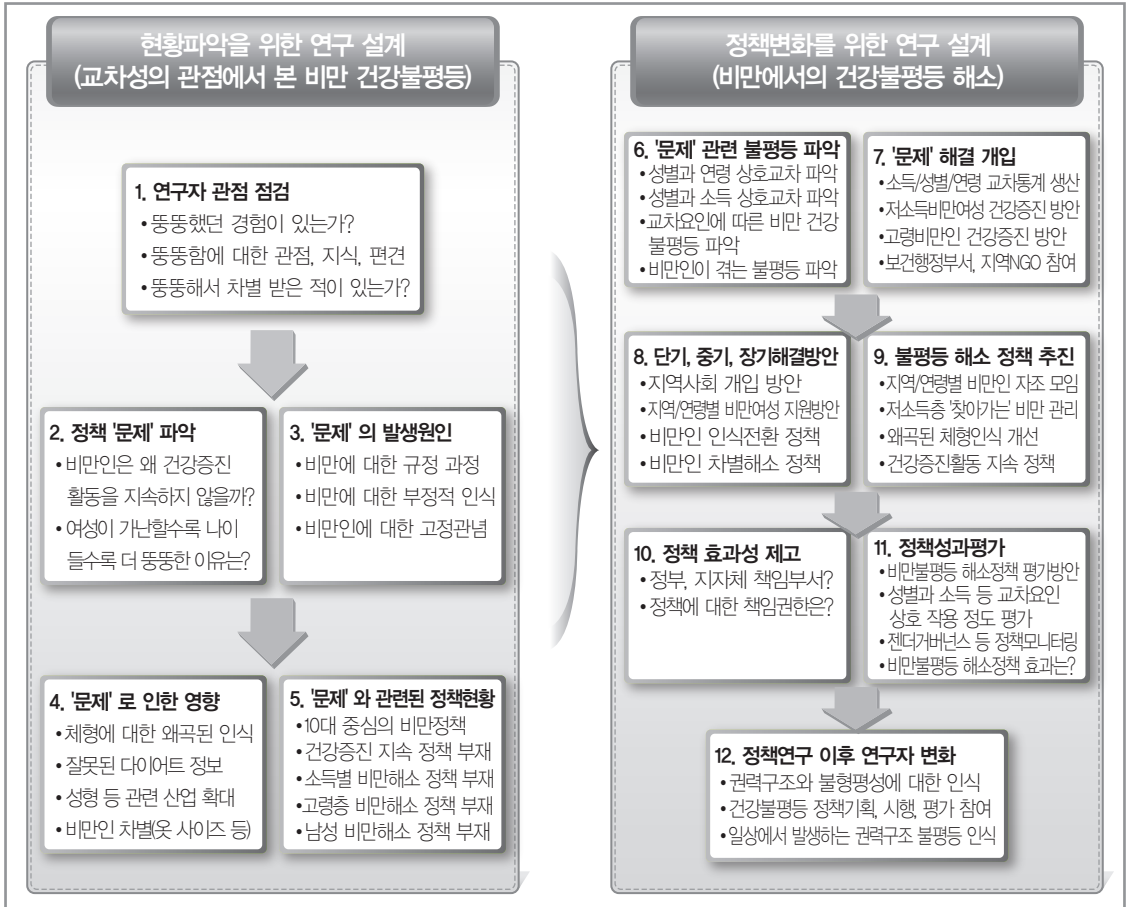 현황파악을 위한 연구 설계
(교차성의 관점에서 본 비만 건강불평등)
1. 연구자 관점 점검
•뚱뚱했던 경험이 있는가?
•뚱뚱함에 대한 관점, 지식, 편견
•뚱뚱해서 차별 받은 적이 있는가?
2. 정책 '문제' 파악
•비만인은 왜 건강증진
활동을 지속하지 않을까?
•여성이 가난할수록 나이
들수록 더 뚱뚱한 이유는?
3. '문제' 의 발생원인
•비만에 대한 규정 과정
•비만에 대한 부정적 인식
•비만인에 대한 고정관념
4. '문제' 로 인한 영향
•체형에 대한 왜곡된 인식
•잘못된 다이어트 정보
•성형 등 관련 산업 확대
•비만인 차별(옷 사이즈 등)
5. '문제' 와 관련된 정책현황
•10대 중심의 비만정책
•건강증진 지속 정책 부재
•소득별 비만해소 정책 부재
•고령층 비만해소 정책 부재
•남성 비만해소 정책 부재
정책변화를 위한 연구 설계
(비만에서의 건강불평등 해소)
6. '문제' 관련 불평등 파악
•성별과 연령 상호교차 파악
•성별과 소득 상호교차 파악
•교차요인에 따른 비만 건강
불평등 파악
•비만인이 겪는 불평등 파악
7. '문제' 해결 개입
•소득/성별/연령 교차통계 생산
•저소득비만여성 건강증진 방안
•고령비만인 건강증진 방안
•보건행정부서, 지역NGO 참여
8. 단기, 중기, 장기해결방안
•지역사회 개입 방안
•지역/연령별 비만여성 지원방안
•비만인 인식전환 정책
•비만인 차별해소 정책
9. 불평등 해소 정책 추진
•지역/연령별 비만인 자조 모임
•저소득층 '찾아가는' 비만 관리
•왜곡된 체형인식 개선
•건강증진활동 지속 정책
10. 정책 효과성 제고
•정부, 지자체 책임부서?
•정책에 대한 책임권한은?
11. 정책성과평가
•비만불평등 해소정책 평가방안
•성별과 소득 등 교차요인
상호 작용 정도 평가
•젠더거버넌스 등 정책모니터링
•비만불평등 해소정책 효과는?
12. 정책연구 이후 연구자 변화
•권력구조와 불형평성에 대한 인식
•건강불평등 정책기획, 시행, 평가 참여
•일상에서 발생하는 권력구조 불평등 인식